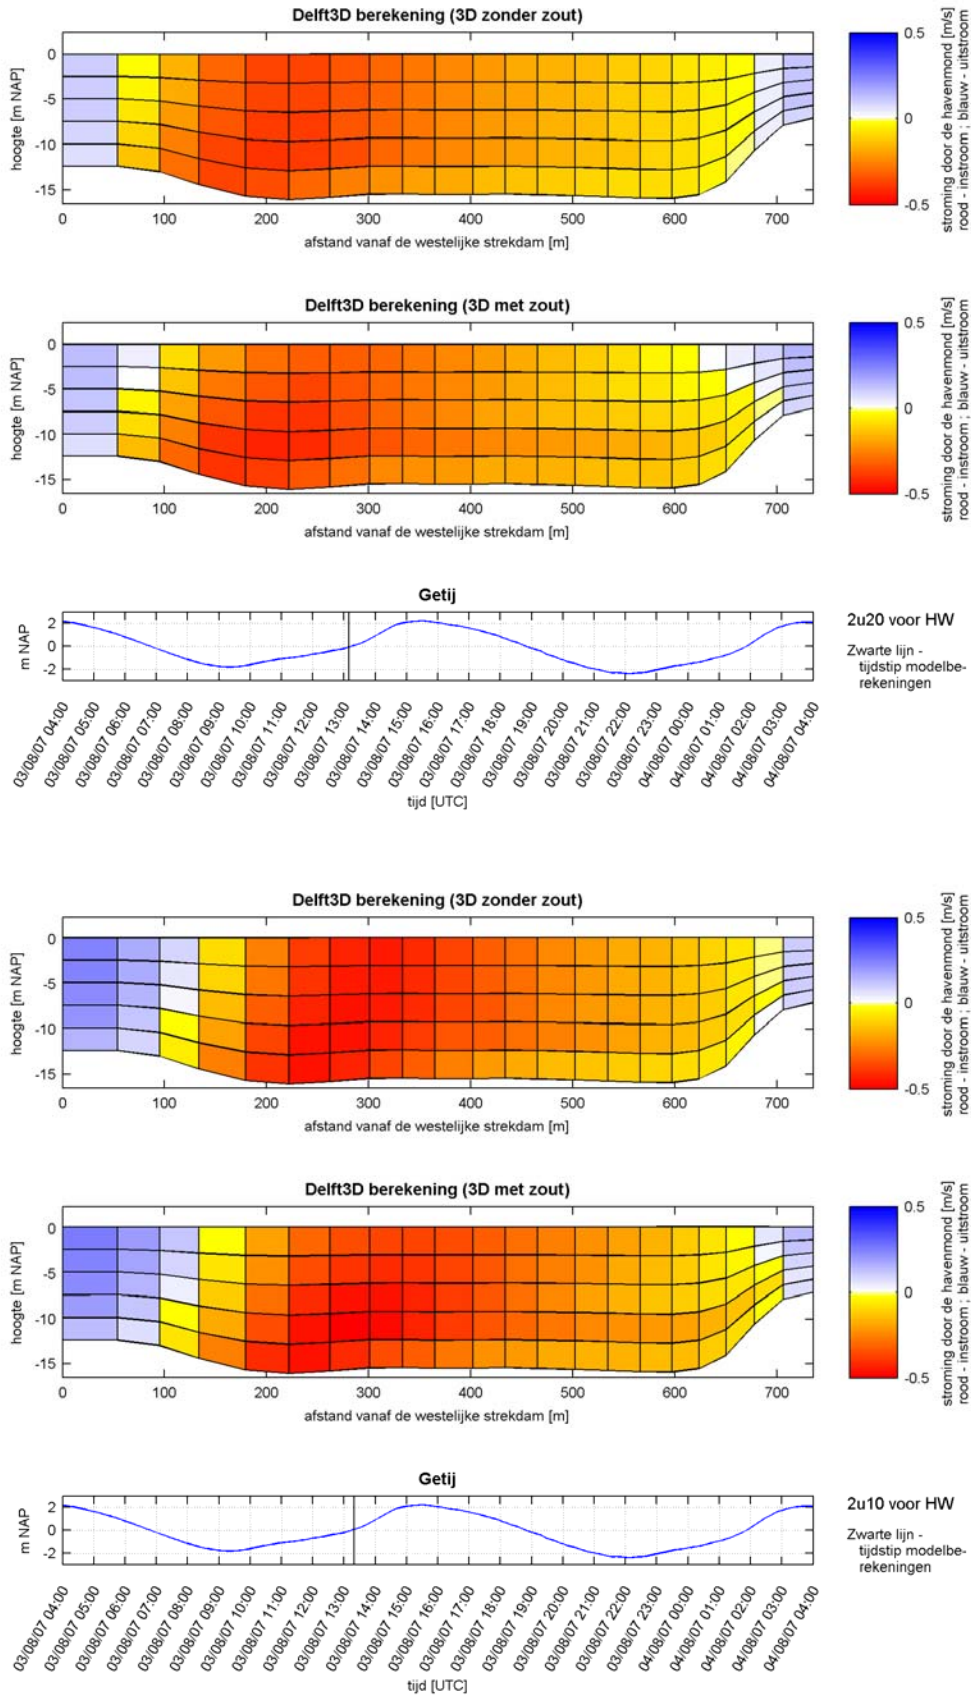 Delft3D berekening (3D zonder zout)
hoogte [m NAP]
0
-5
-10
-15
0 100 200 300 400 500 600 700
afstand vanaf de westelijke strekdam [m]
0.5
0
-0.5
stroming door de havenmond [m/s]
rood - instroom ; blauw - uitstroom
Delft3D berekening (3D met zout)
hoogte [m NAP]
0
-5
-10
-15
0 100 200 300 400 500 600 700
afstand vanaf de westelijke strekdam [m]
0.5
0
-0.5
stroming door de havenmond [m/s]
rood - instroom ; blauw - uitstroom
Getij
m NAP
2
0
-2
03/08/07 04:00
03/08/07 05:00
03/08/07 06:00
03/08/07 07:00
03/08/07 08:00
03/08/07 09:00
03/08/07 10:00
03/08/07 11:00
03/08/07 12:00
03/08/07 13:00
03/08/07 14:00
03/08/07 15:00
03/08/07 16:00
03/08/07 17:00
03/08/07 18:00
03/08/07 19:00
03/08/07 20:00
03/08/07 21:00
03/08/07 22:00
03/08/07 23:00
04/08/07 00:00
04/08/07 01:00
04/08/07 02:00
04/08/07 03:00
04/08/07 04:00
tijd [UTC]
2u20 voor HW
Zwarte lijn -
tijdstip modelbe-
rekeningen
Delft3D berekening (3D zonder zout)
hoogte [m NAP]
0
-5
-10
-15
0 100 200 300 400 500 600 700
afstand vanaf de westelijke strekdam [m]
0.5
0
-0.5
stroming door de havenmond [m/s]
rood - instroom ; blauw - uitstroom
Delft3D berekening (3D met zout)
hoogte [m NAP]
0
-5
-10
-15
0 100 200 300 400 500 600 700
afstand vanaf de westelijke strekdam [m]
0.5
0
-0.5
stroming door de havenmond [m/s]
rood - instroom ; blauw - uitstroom
Getij
m NAP
2
0
-2
03/08/07 04:00
03/08/07 05:00
03/08/07 06:00
03/08/07 07:00
03/08/07 08:00
03/08/07 09:00
03/08/07 10:00
03/08/07 11:00
03/08/07 12:00
03/08/07 13:00
03/08/07 14:00
03/08/07 15:00
03/08/07 16:00
03/08/07 17:00
03/08/07 18:00
03/08/07 19:00
03/08/07 20:00
03/08/07 21:00
03/08/07 22:00
03/08/07 23:00
04/08/07 00:00
04/08/07 01:00
04/08/07 02:00
04/08/07 03:00
04/08/07 04:00
tijd [UTC]
2u10 voor HW
Zwarte lijn -
tijdstip modelbe-
rekeningen